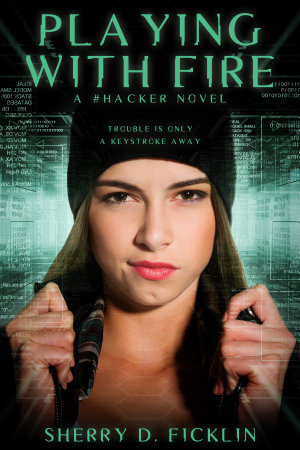 PLAYING
WITH FIRE
A #HACKER NOVEL
TROUBLE IS ONLY
A KEYSTROKE AWAY
SHERRY D. FICKLIN